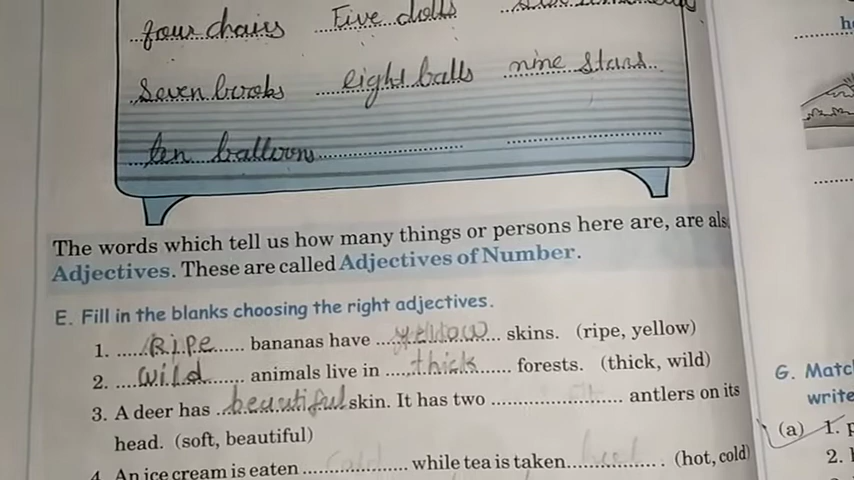 four chairs Five dolls
Seven books eight balls nine stars
ten balloons
The words which tell us how many things or persons here are, are als
Adjectives. These are called Adjectives of Number.
E. Fill in the blanks choosing the right adjectives.
1. Ripe bananas have yellow skins. (ripe, yellow)
2. wild animals live in thick forests. (thick, wild)
3. A deer has beautiful skin. It has two antlers on its
head. (soft, beautiful)
4. An ice cream is eaten cold while tea is taken. (hot, cold)
G. Matc
write
(a) 1. p
2.